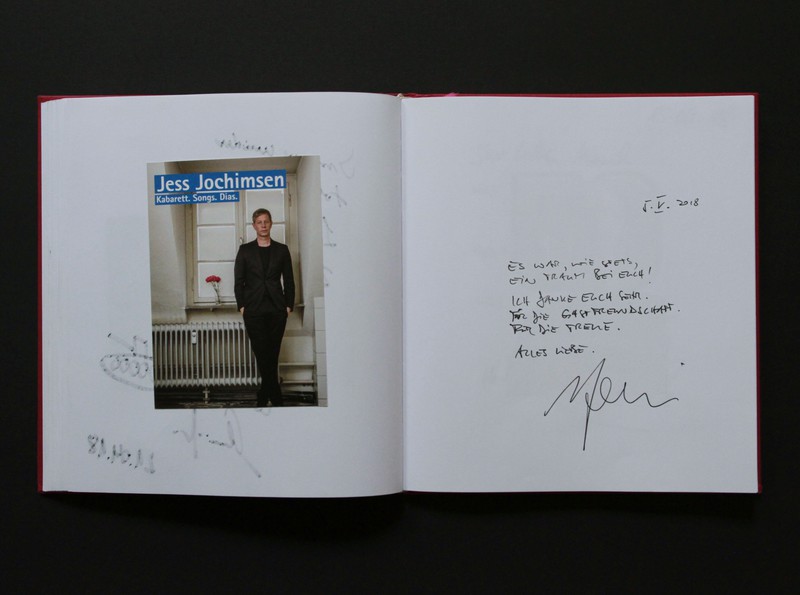 Jess Jochimsen
Kabarett. Songs. Dias.
5. V. 2018
ES WAR, WIE STETS,
EIN TRAUM BEI EUCH!
ICH DANKE EUCH SEHR.
FÜR DIE GASTFREUNDSCHAFT.
FÜR DIE TREUE.
ALLES LIEBE.